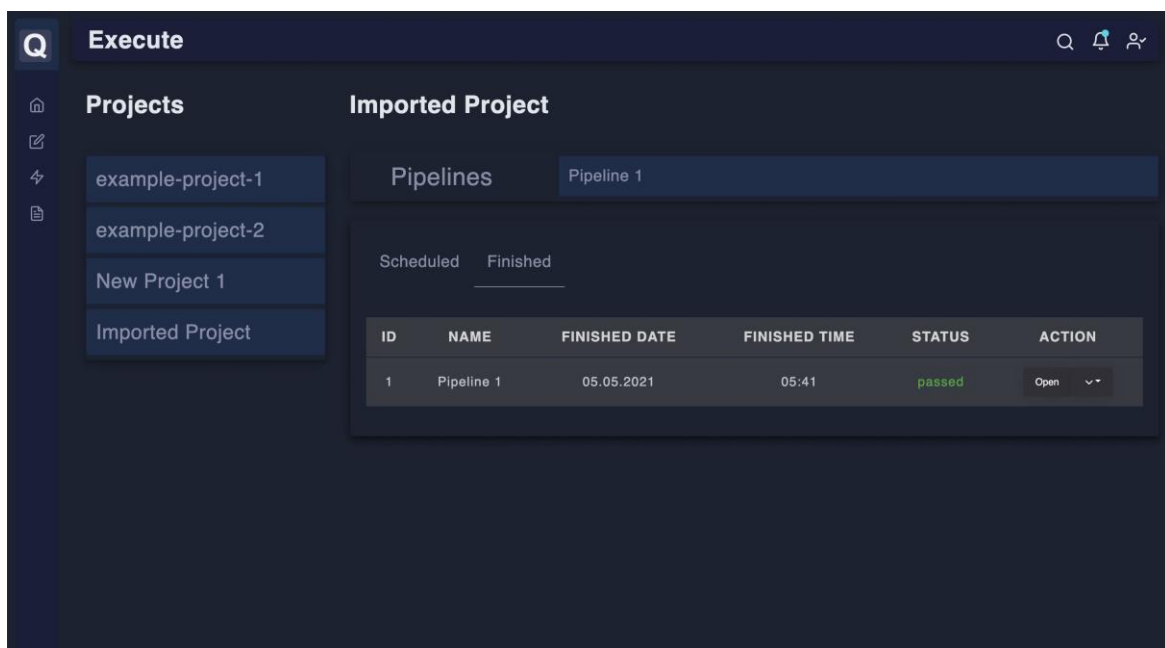 Q
Execute
Projects
example-project-1
example-project-2
New Project 1
Imported Project
Imported Project
Pipelines
Pipeline 1
Scheduled Finished
ID NAME FINISHED DATE FINISHED TIME STATUS ACTION
1 Pipeline 1 05.05.2021 05:41 passed Open